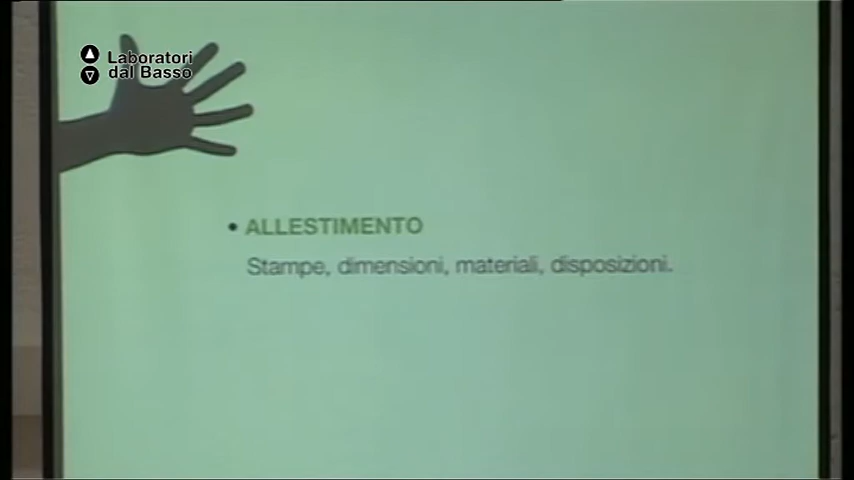 Laboratori
dal Basso
• ALLESTIMENTO
Stampe, dimensioni, materiali, disposizioni.